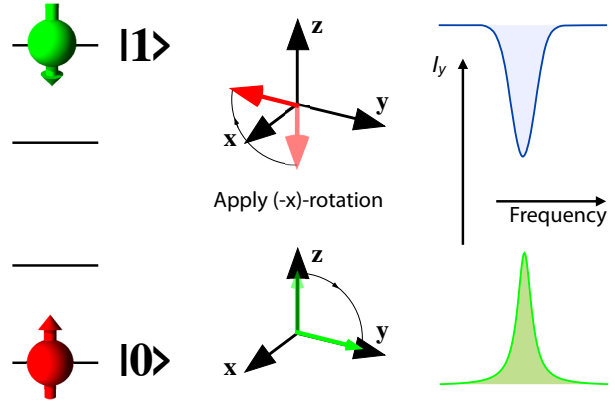 |1>
z
y
x
Apply (-x)-rotation
I_y
Frequency
|0>
z
y
x